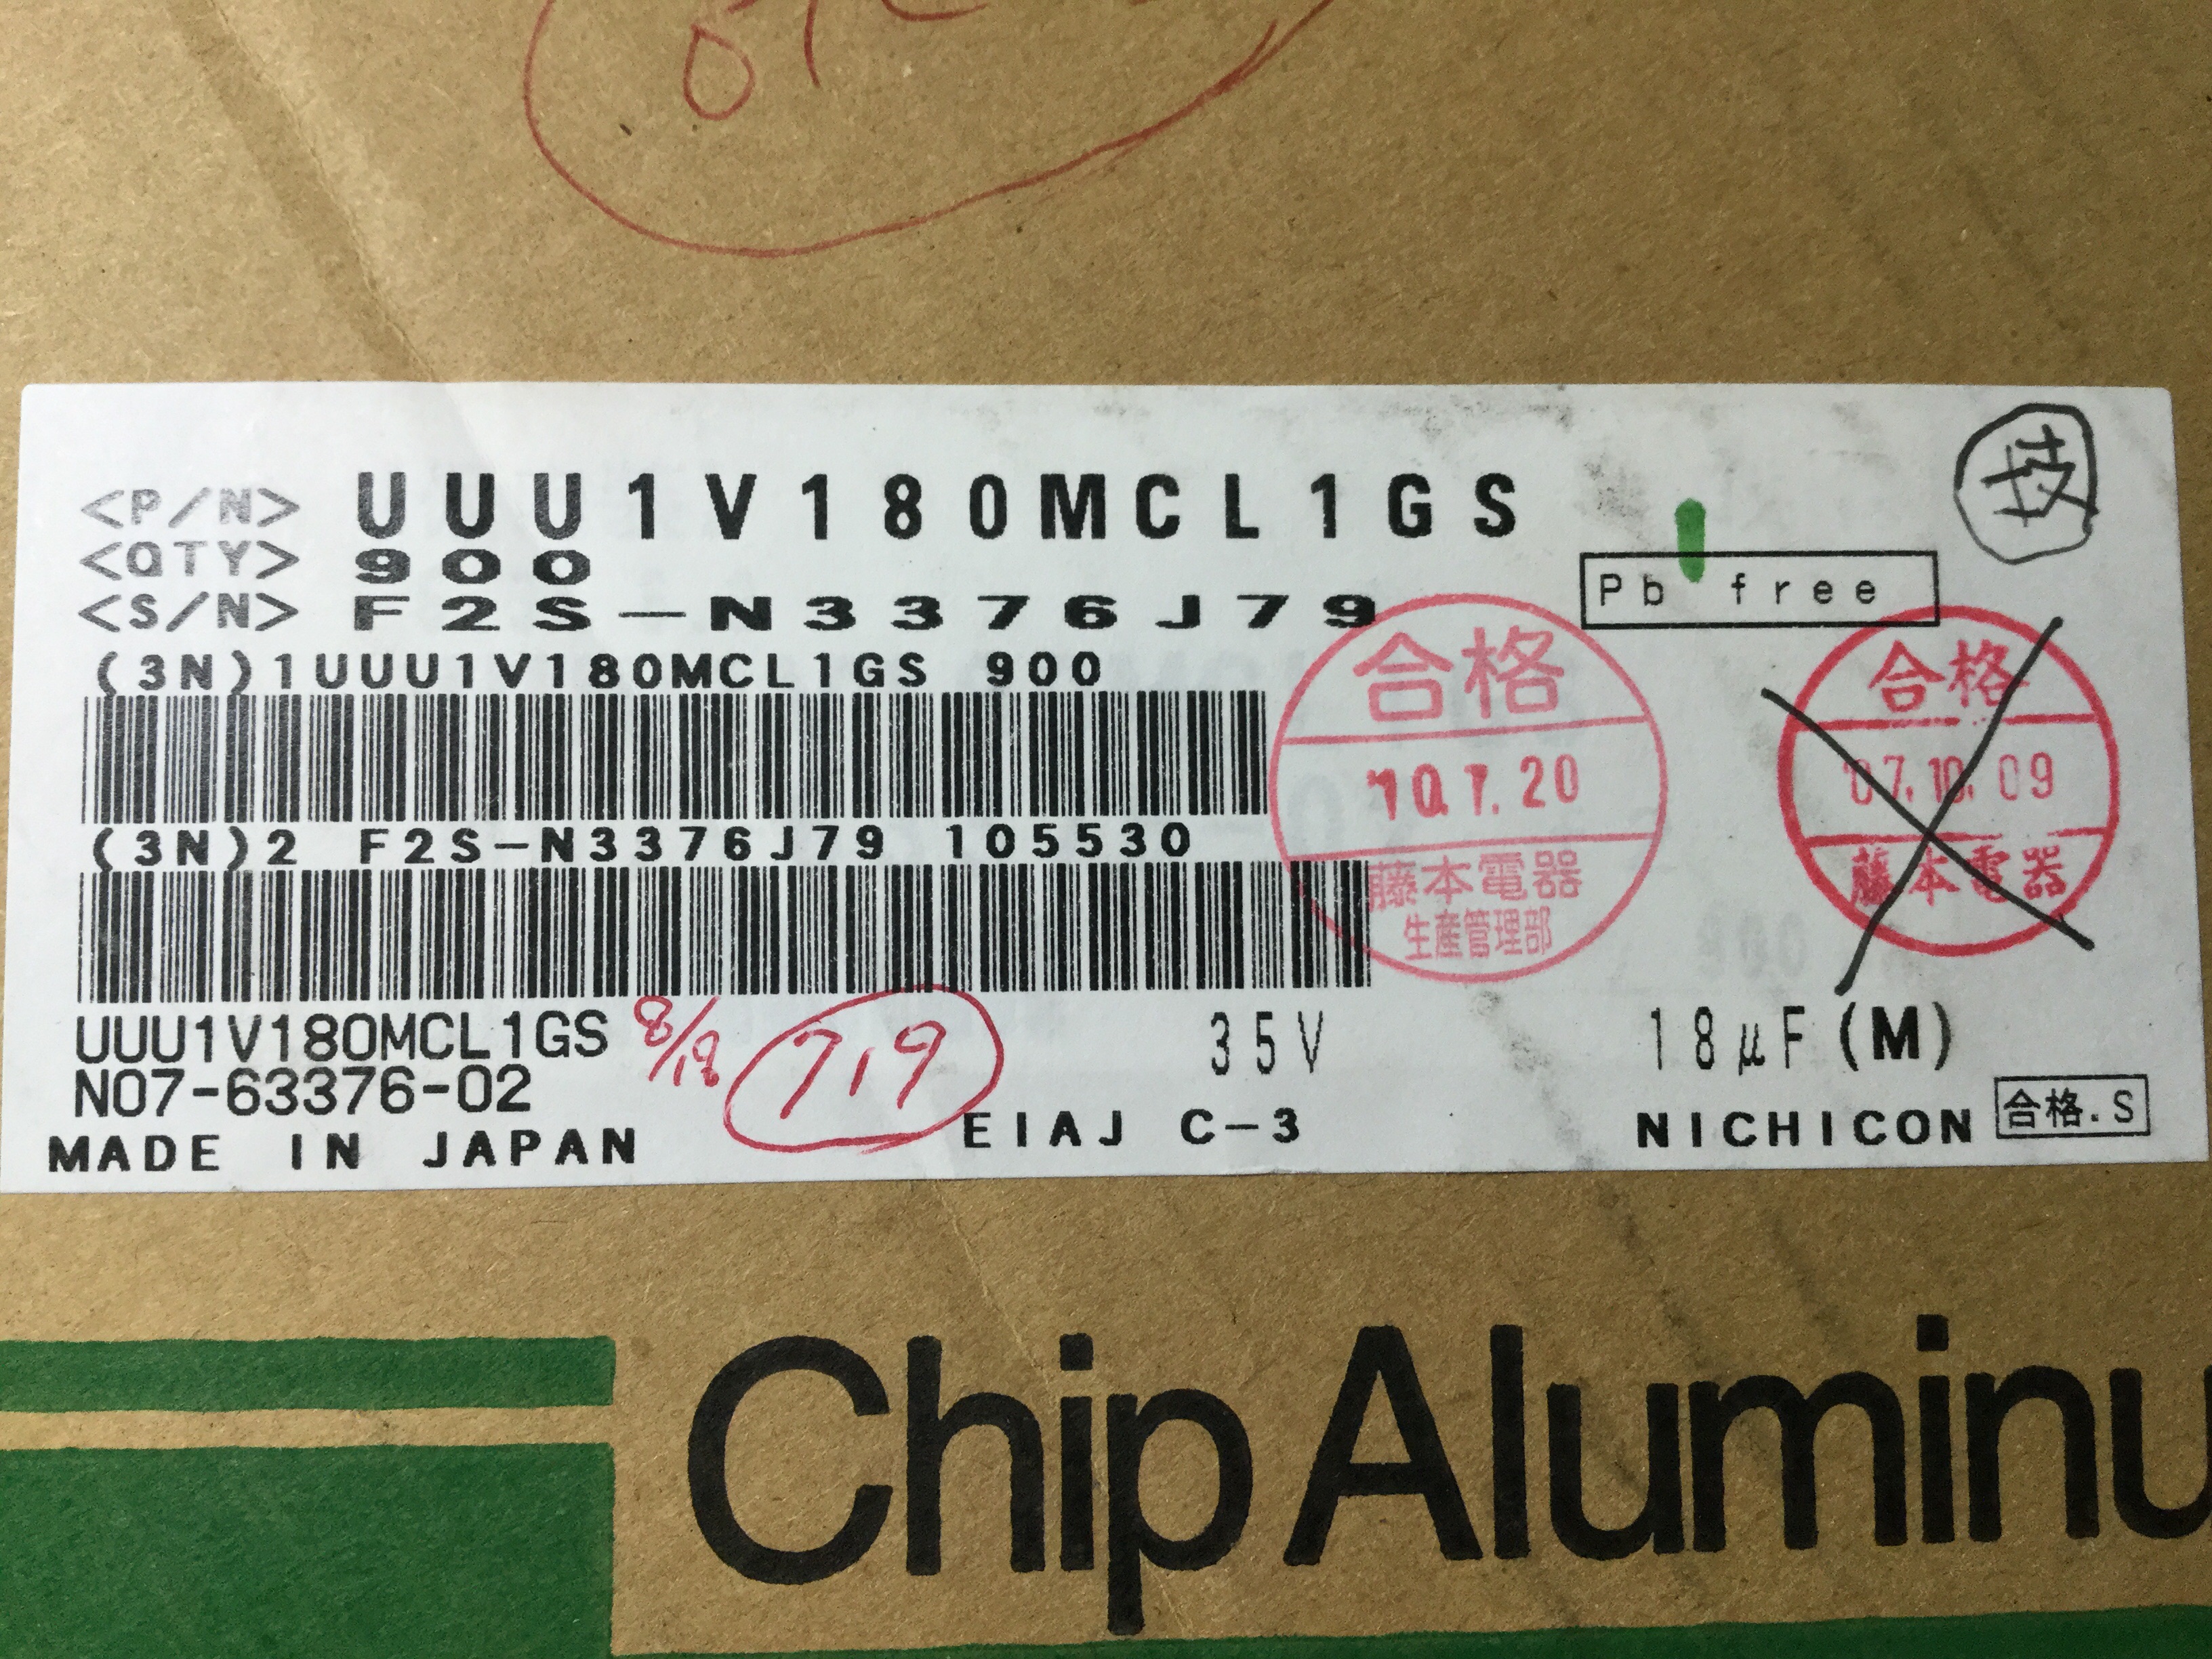 <P/N> UUU1V180MCL1GS
技
<QTY> 900
Pb free
<S/N> F2S-N3376J79
(3N)1UUU1V180MCL1GS 900
合格
'10.7.20
藤本電器
生産管理部
合格
'07.10.09
藤本電器
(3N)2 F2S-N3376J79 105530
UUU1V180MCL1GS 8/18 719 35V 18μF(M)
N07-63376-02
MADE IN JAPAN EIAJ C-3 NICHICON 合格.S
Chip Aluminu